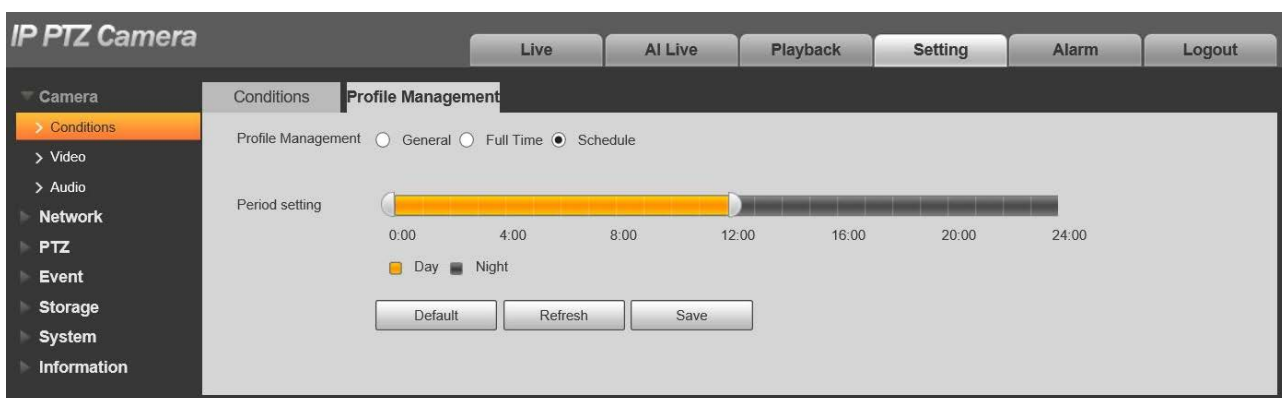 IP PTZ Camera
Live AI Live Playback Setting Alarm Logout
Camera
Conditions
Video
Audio
Network
PTZ
Event
Storage
System
Information
Conditions Profile Management
Profile Management General Full Time Schedule
Period setting
0:00 4:00 8:00 12:00 16:00 20:00 24:00
Day Night
Default Refresh Save